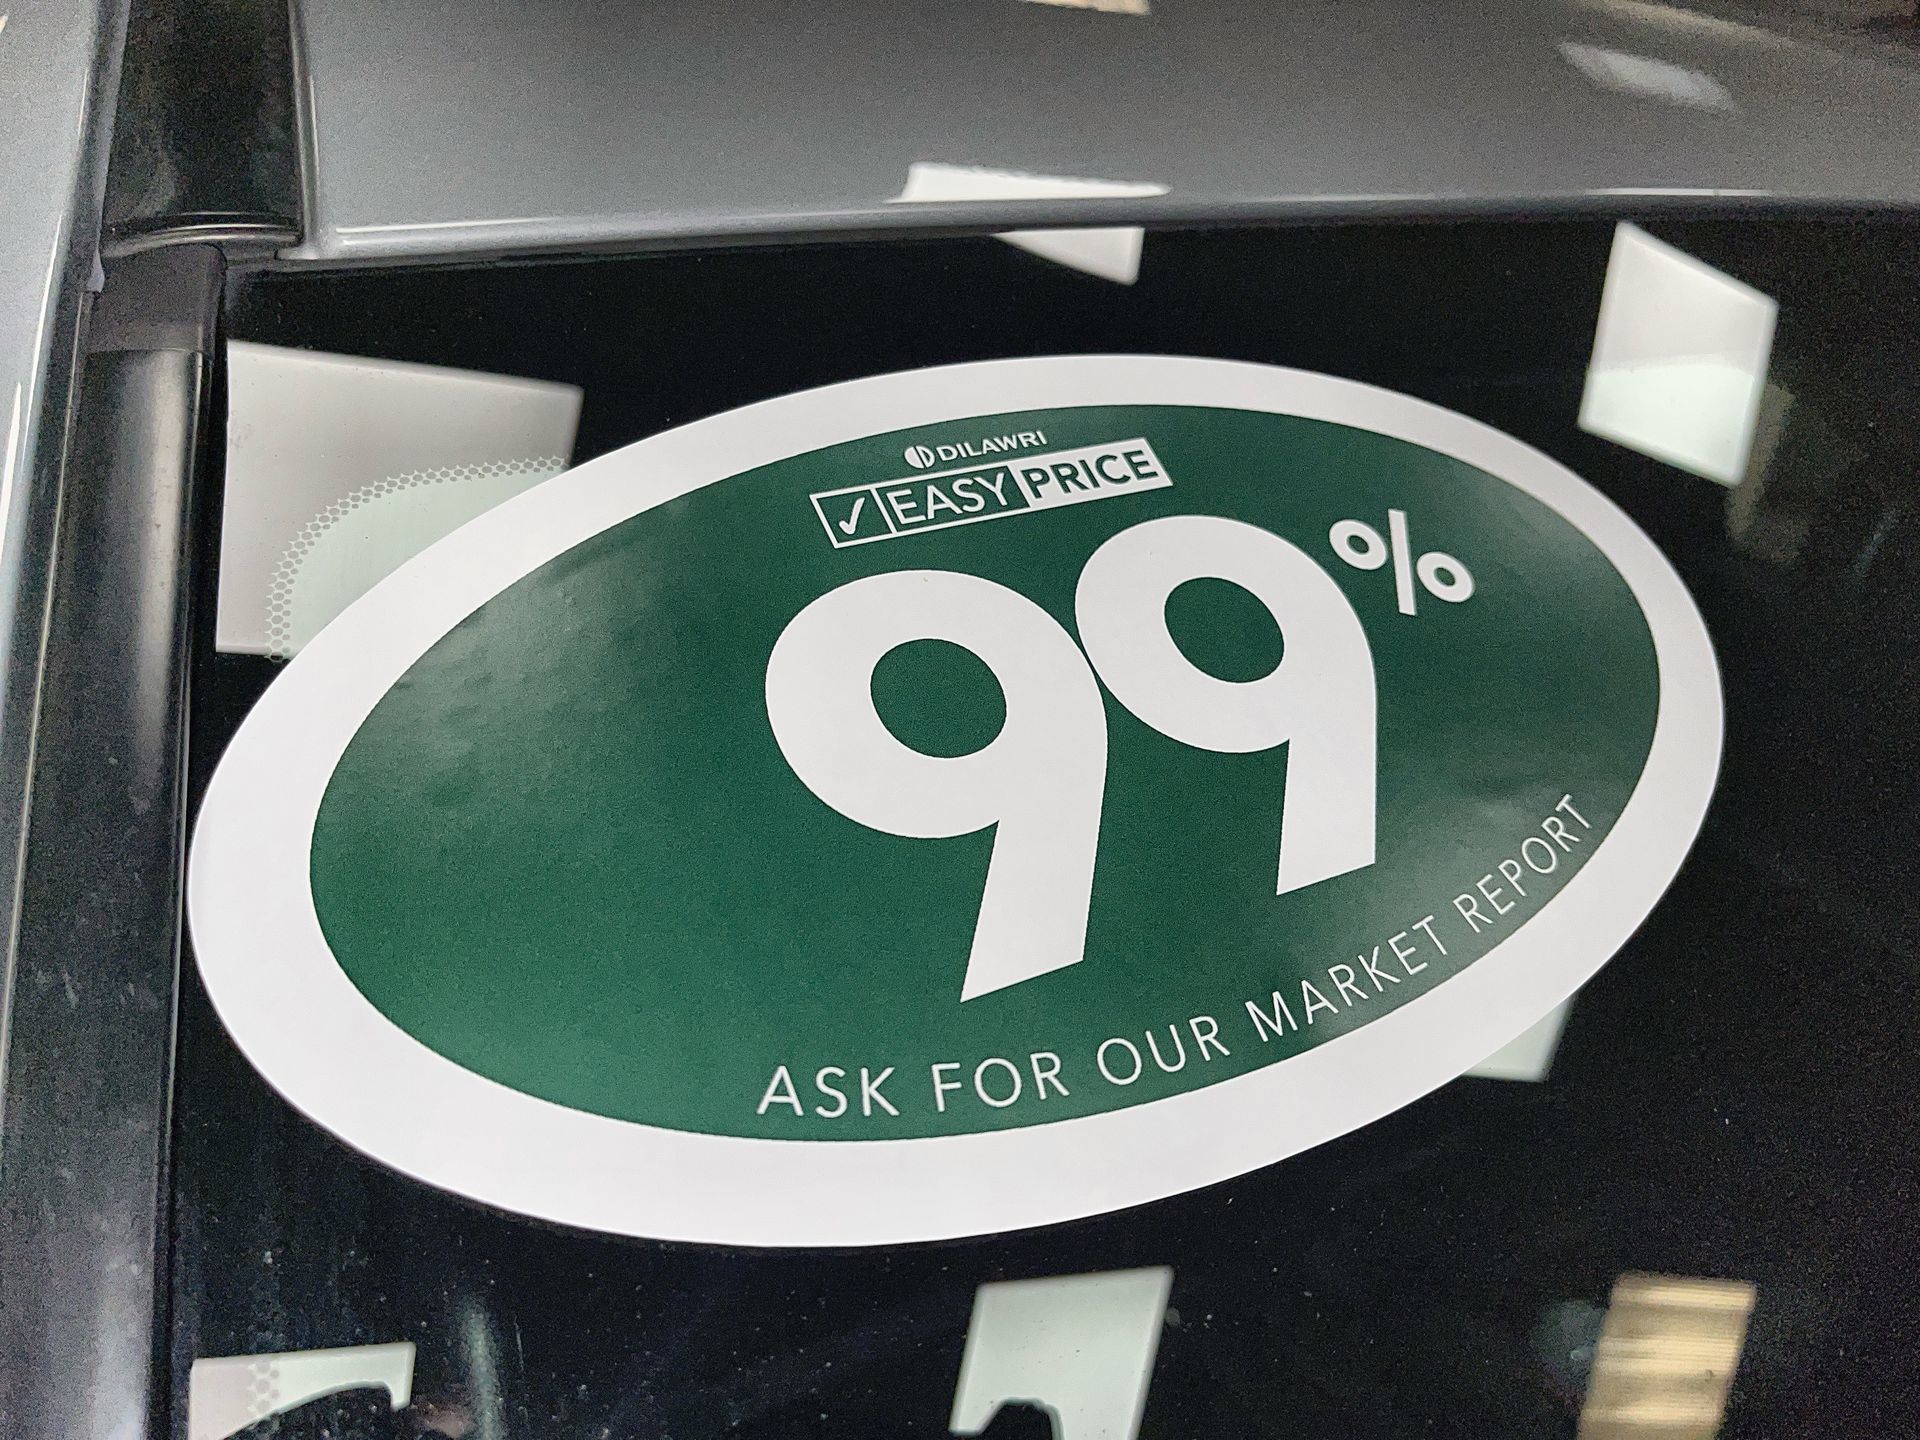 DILAWRI
✓ EASY PRICE
99%
ASK FOR OUR MARKET REPORT